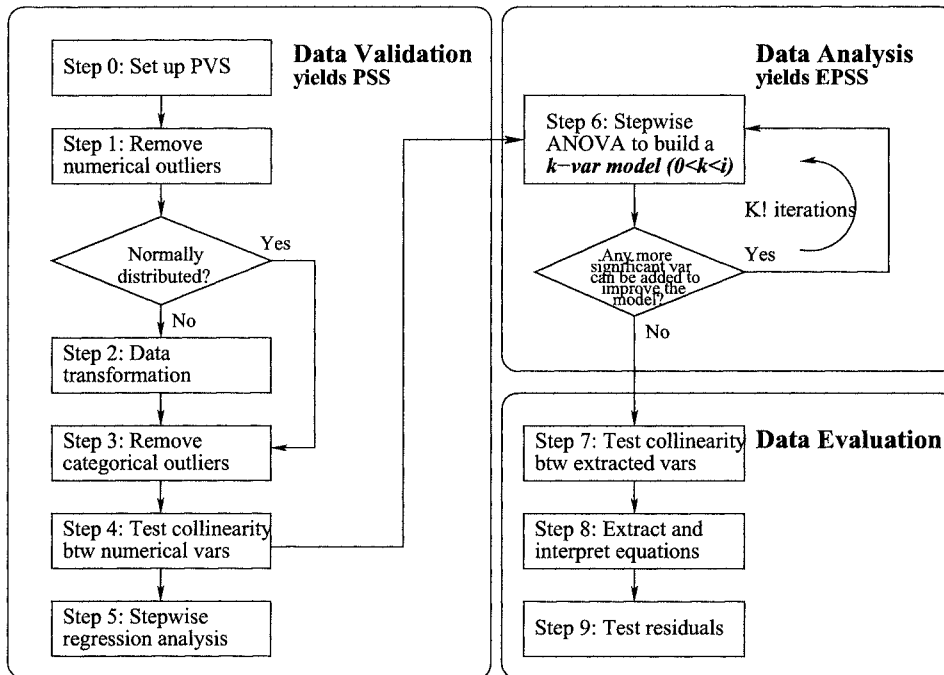 Data Validation
yields PSS
Step 0: Set up PVS
Step 1: Remove
numerical outliers
Normally
distributed?
Yes
No
Step 2: Data
transformation
Step 3: Remove
categorical outliers
Step 4: Test collinearity
btw numerical vars
Step 5: Stepwise
regression analysis
Data Analysis
yields EPSS
Step 6: Stepwise
ANOVA to build a
k-var model (0<k<i)
K! iterations
Any more
significant var
can be added to
improve the
model?
Yes
No
Data Evaluation
Step 7: Test collinearity
btw extracted vars
Step 8: Extract and
interpret equations
Step 9: Test residuals